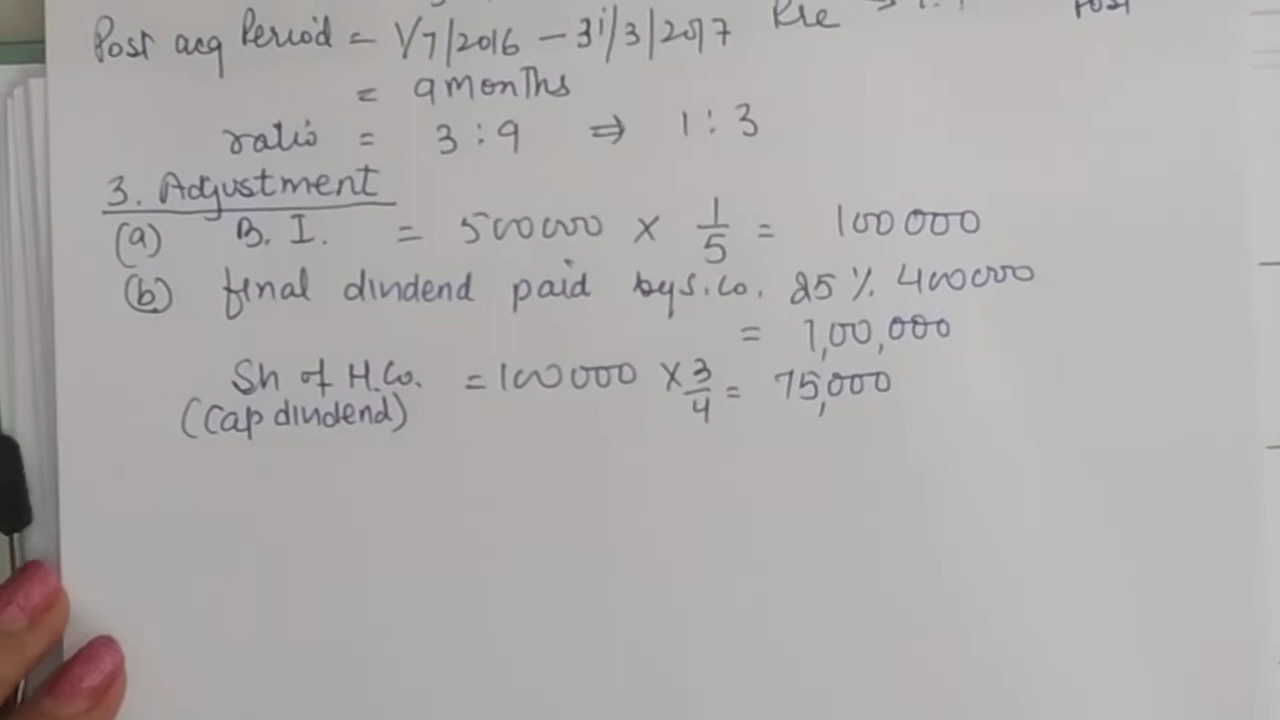 Post acq Period = 1/7/2016 - 31/3/2017 Pre
= 9 months
ratio = 3 : 9 ⇒ 1 : 3
3. Adjustment
(a) B. I. = 500000 × 1/5 = 100000
(b) final dividend paid by S. Co. 25 % 400000
= 1,00,000
Sh of H. Co. = 100000 × 3/4 = 75,000
(Cap dividend)